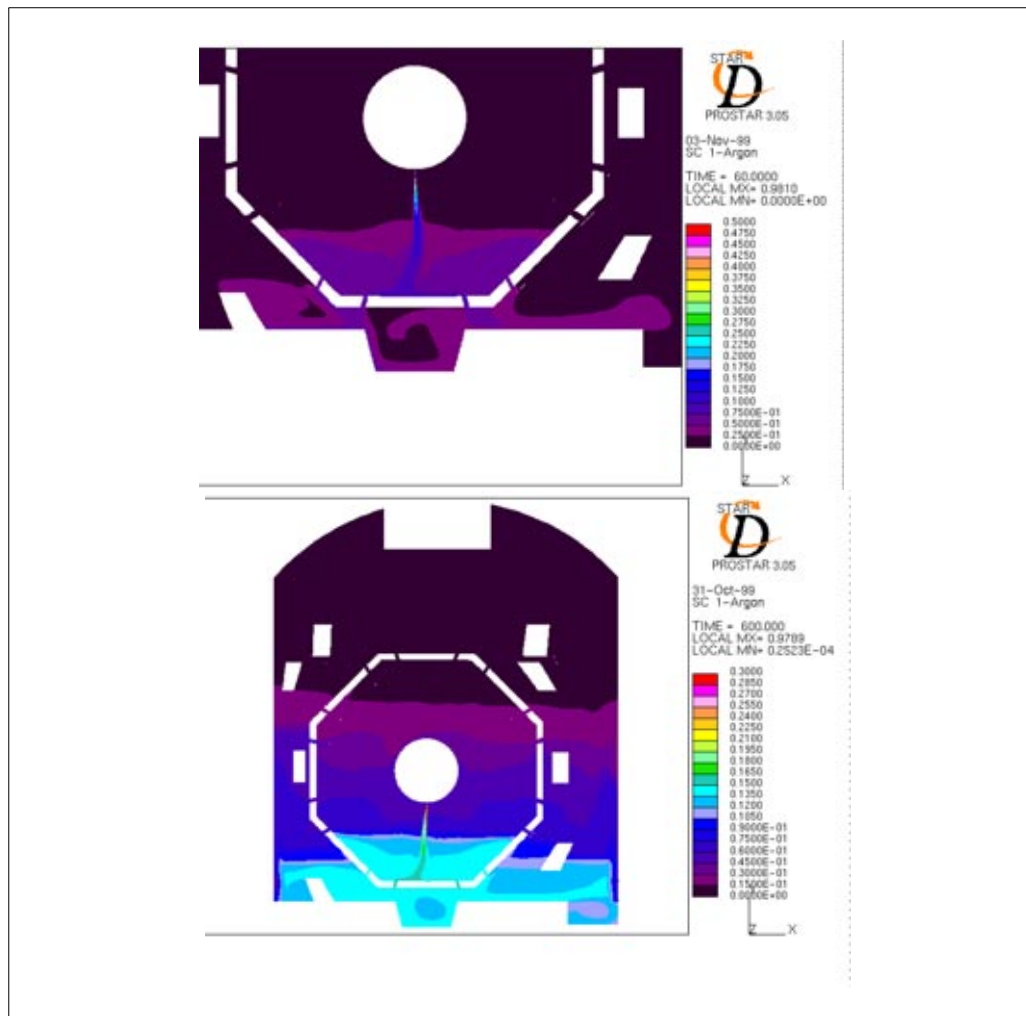 STAR
CD
PROSTAR 3.05
03-Nov-99
SC 1-Argon
TIME = 60.0000
LOCAL MX= 0.9810
LOCAL MN= 0.0000E+00
0.5000
0.4750
0.4500
0.4250
0.4000
0.3750
0.3500
0.3250
0.3000
0.2750
0.2500
0.2250
0.2000
0.1750
0.1500
0.1250
0.1000
0.7500E-01
0.5000E-01
0.2500E-01
0.0000E+00
Z X
STAR
CD
PROSTAR 3.05
31-Oct-99
SC 1-Argon
TIME = 600.000
LOCAL MX= 0.9789
LOCAL MN= 0.2523E-04
0.3000
0.2850
0.2700
0.2550
0.2400
0.2250
0.2100
0.1950
0.1800
0.1650
0.1500
0.1350
0.1200
0.1050
0.9000E-01
0.7500E-01
0.6000E-01
0.4500E-01
0.3000E-01
0.1500E-01
0.0000E+00
Z X